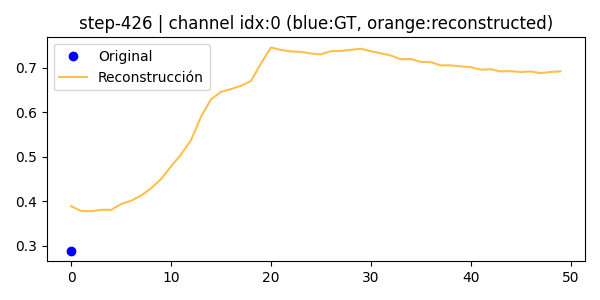 step-426 | channel idx:0 (blue:GT, orange:reconstructed)
Original
Reconstrucción
0.7
0.6
0.5
0.4
0.3
0 10 20 30 40 50